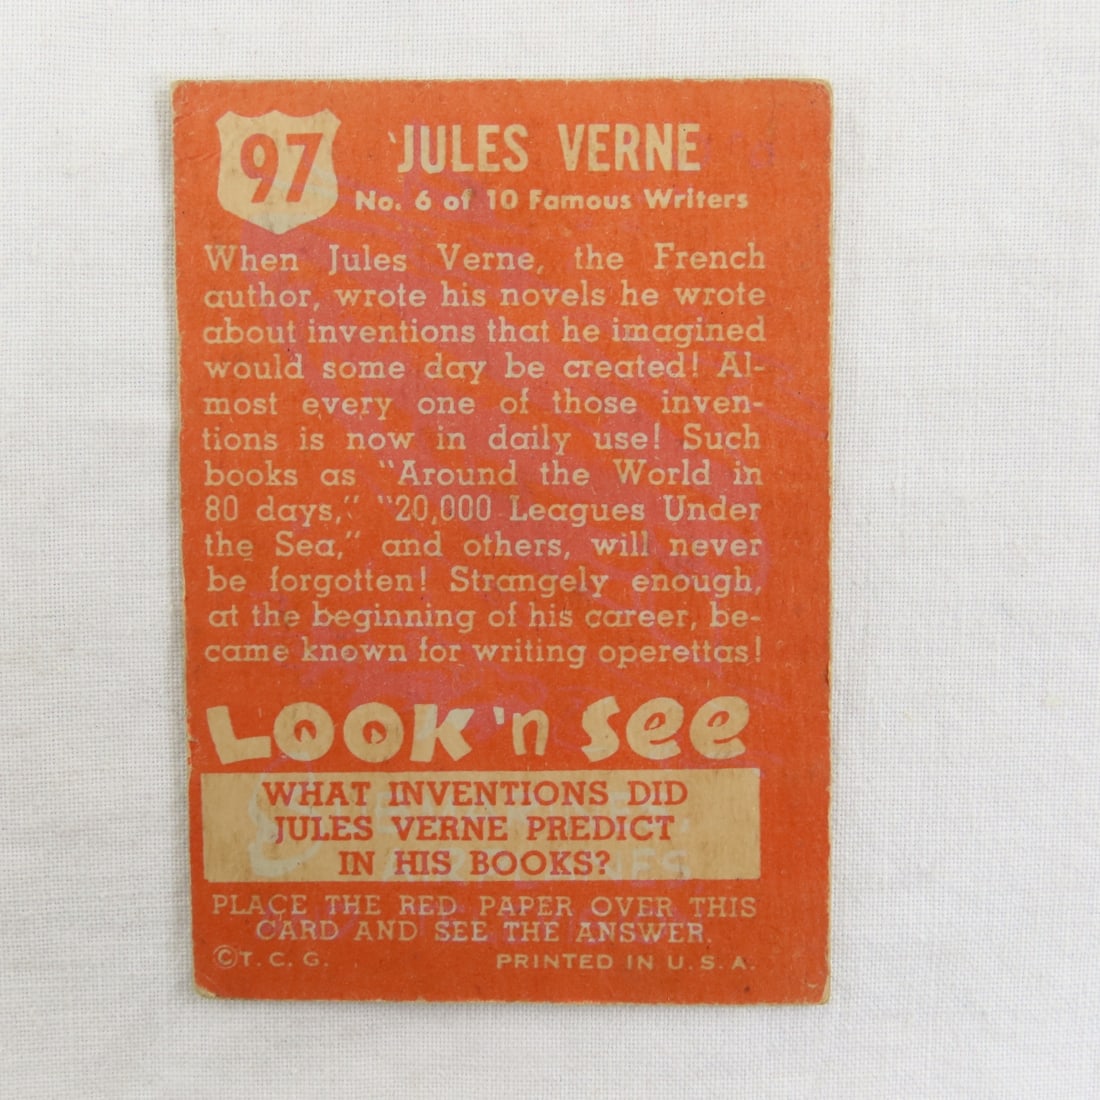 97
JULES VERNE
No. 6 of 10 Famous Writers
When Jules Verne, the French
author, wrote his novels he wrote
about inventions that he imagined
would some day be created! Al-
most every one of those inven-
tions is now in daily use! Such
books as "Around the World in
80 days," "20,000 Leagues Under
the Sea," and others, will never
be forgotten! Strangely enough,
at the beginning of his career, be-
came known for writing operettas!
LOOK 'n See
WHAT INVENTIONS DID
JULES VERNE PREDICT
IN HIS BOOKS?
PLACE THE RED PAPER OVER THIS
CARD AND SEE THE ANSWER.
©T. C. G.
PRINTED IN U. S. A.